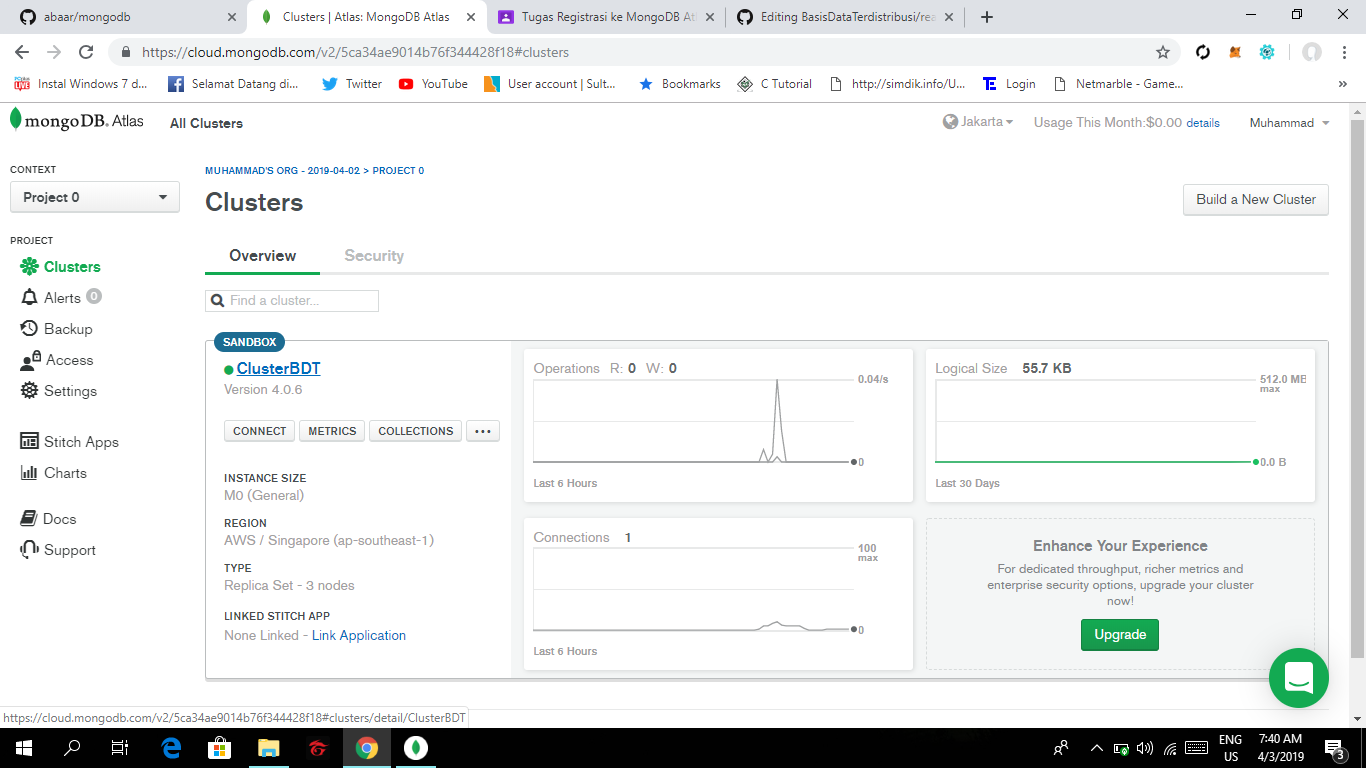 abaar/mongodb
Clusters | Atlas: MongoDB Atlas
Tugas Registrasi ke MongoDB Atl
Editing BasisDataTerdistribusi/rea
https://cloud.mongodb.com/v2/5ca34ae9014b76f344428f18#clusters
Instal Windows 7 d...
Selamat Datang di...
Twitter
YouTube
User account | Sult...
Bookmarks
C Tutorial
http://simdik.info/U...
Login
Netmarble - Game...
mongoDB. Atlas
All Clusters
Jakarta
Usage This Month:$0.00 details
Muhammad
CONTEXT
Project 0
PROJECT
Clusters
Alerts 0
Backup
Access
Settings
Stitch Apps
Charts
Docs
Support
MUHAMMAD'S ORG - 2019-04-02 > PROJECT 0
Clusters
Build a New Cluster
Overview
Security
Find a cluster...
SANDBOX
ClusterBDT
Version 4.0.6
CONNECT
METRICS
COLLECTIONS
...
INSTANCE SIZE
M0 (General)
REGION
AWS / Singapore (ap-southeast-1)
TYPE
Replica Set - 3 nodes
LINKED STITCH APP
None Linked - Link Application
Operations R: 0 W: 0
0.04/s
0
Last 6 Hours
Logical Size 55.7 KB
512.0 MB
max
0.0 B
Last 30 Days
Connections 1
100
max
0
Last 6 Hours
Enhance Your Experience
For dedicated throughput, richer metrics and
enterprise security options, upgrade your cluster
now!
Upgrade
https://cloud.mongodb.com/v2/5ca34ae9014b76f344428f18#clusters/detail/ClusterBDT
ENG
US
7:40 AM
4/3/2019
3